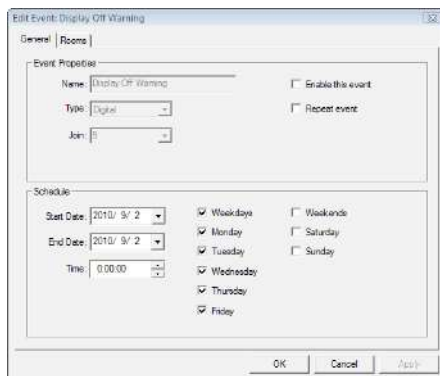 Edit Event: Display Off Warning
General Rooms
Event Properties
Name: Display Off Warning
Enable this event
Type: Digital
Repeat event
Join: 5
Schedule
Start Date: 2010/ 9/ 2
Weekdays
Weekends
Monday
Saturday
End Date: 2010/ 9/ 2
Tuesday
Sunday
Time: 0:00:00
Wednesday
Thursday
Friday
OK Cancel Apply